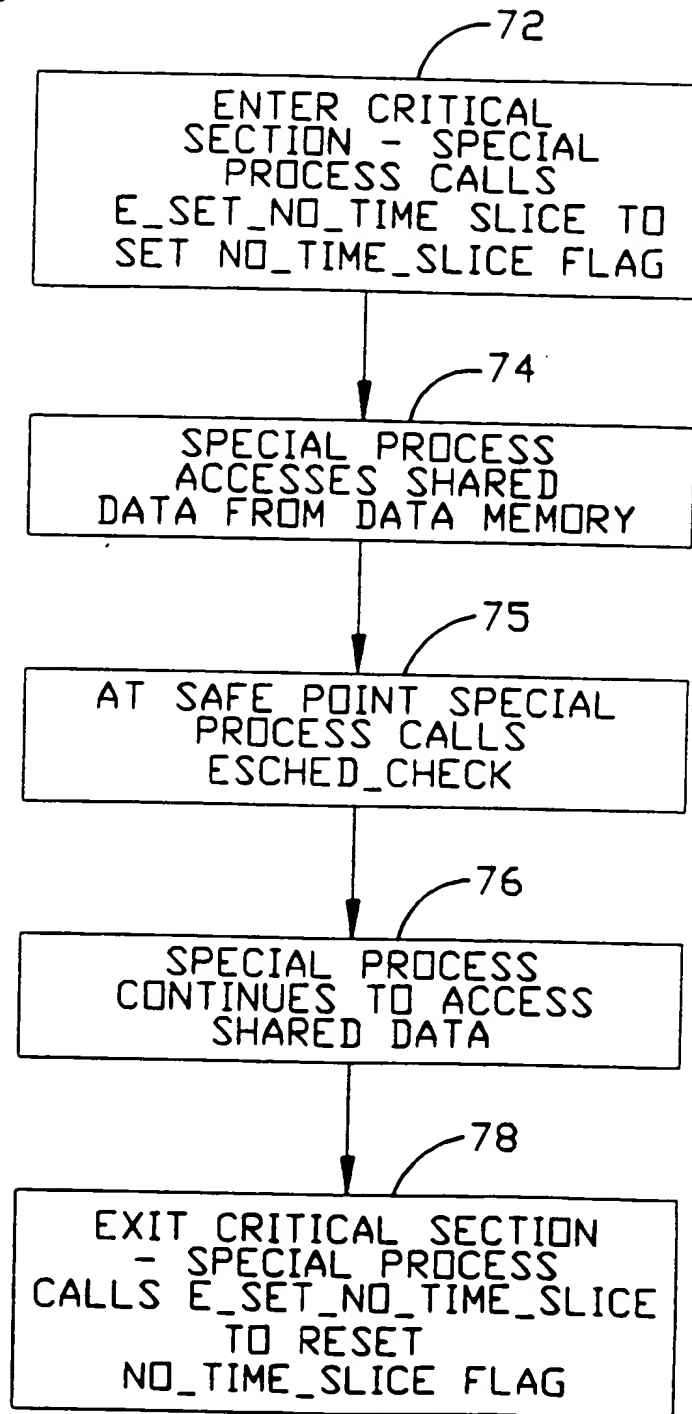 72
ENTER CRITICAL
SECTION - SPECIAL
PROCESS CALLS
E_SET_NO_TIME SLICE TO
SET NO_TIME_SLICE FLAG
74
SPECIAL PROCESS
ACCESSES SHARED
DATA FROM DATA MEMORY
75
AT SAFE POINT SPECIAL
PROCESS CALLS
ESCHED_CHECK
76
SPECIAL PROCESS
CONTINUES TO ACCESS
SHARED DATA
78
EXIT CRITICAL SECTION
- SPECIAL PROCESS
CALLS E_SET_NO_TIME_SLICE
TO RESET
NO_TIME_SLICE FLAG